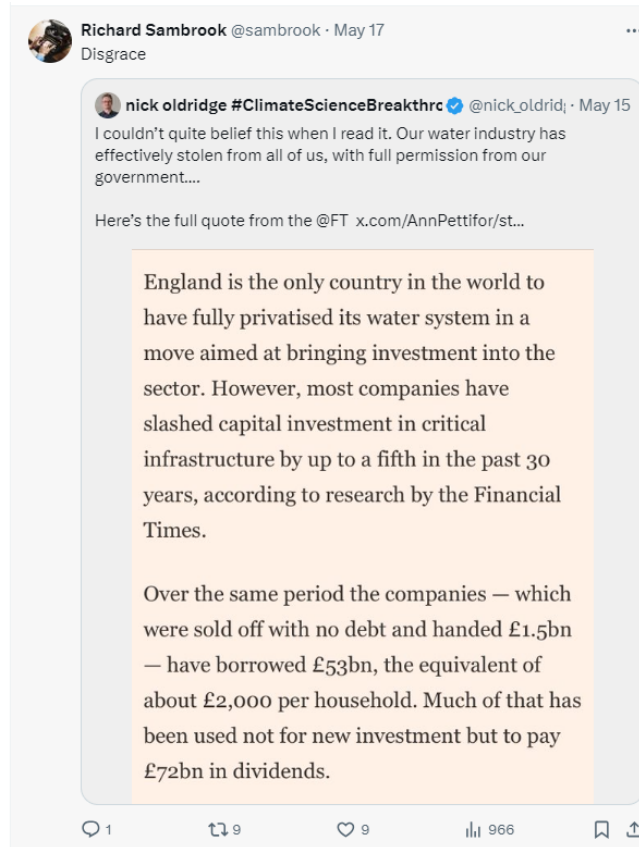 Richard Sambrook @sambrook · May 17
Disgrace
nick oldridge #ClimateScienceBreakthrc @nick_oldrid · May 15
I couldn't quite belief this when I read it. Our water industry has
effectively stolen from all of us, with full permission from our
government....
Here's the full quote from the @FT x.com/AnnPettifor/st...
England is the only country in the world to
have fully privatised its water system in a
move aimed at bringing investment into the
sector. However, most companies have
slashed capital investment in critical
infrastructure by up to a fifth in the past 30
years, according to research by the Financial
Times.
Over the same period the companies — which
were sold off with no debt and handed £1.5bn
— have borrowed £53bn, the equivalent of
about £2,000 per household. Much of that has
been used not for new investment but to pay
£72bn in dividends.
1 9 9 966